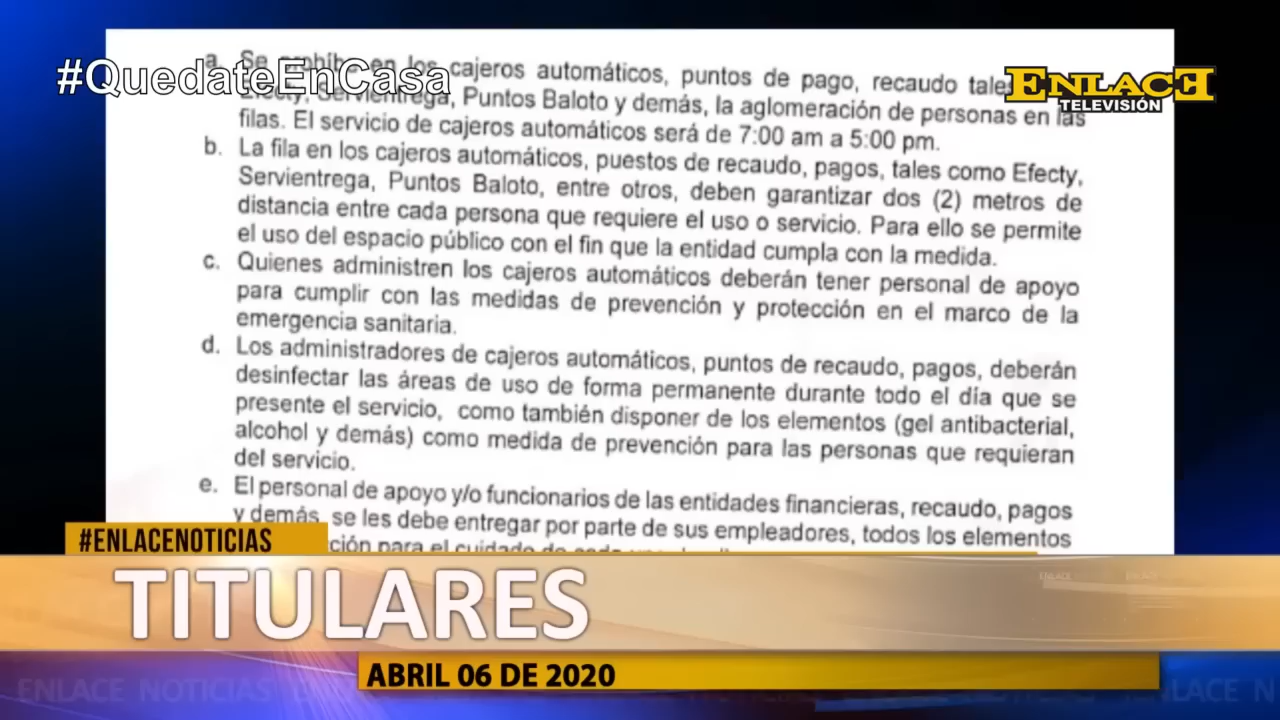 #QuedateEnCasa
ENLACE
TELEVISIÓN
a. Se prohíbe en los cajeros automáticos, puntos de pago, recaudo tales
Efecty, Servientrega, Puntos Baloto y demás, la aglomeración de personas en las
filas. El servicio de cajeros automáticos será de 7:00 am a 5:00 pm.
b. La fila en los cajeros automáticos, puestos de recaudo, pagos, tales como Efecty,
Servientrega, Puntos Baloto, entre otros, deben garantizar dos (2) metros de
distancia entre cada persona que requiere el uso o servicio. Para ello se permite
el uso del espacio público con el fin que la entidad cumpla con la medida.
c. Quienes administren los cajeros automáticos deberán tener personal de apoyo
para cumplir con las medidas de prevención y protección en el marco de la
emergencia sanitaria.
d. Los administradores de cajeros automáticos, puntos de recaudo, pagos, deberán
desinfectar las áreas de uso de forma permanente durante todo el día que se
presente el servicio, como también disponer de los elementos (gel antibacterial,
alcohol y demás) como medida de prevención para las personas que requieran
del servicio.
e. El personal de apoyo y/o funcionarios de las entidades financieras, recaudo, pagos
y demás, se les debe entregar por parte de sus empleadores, todos los elementos
para el cuidado de
#ENLACENOTICIAS
TITULARES
ENLACE
ABRIL 06 DE 2020
ENLACE NOTICIAS
ENLACE N